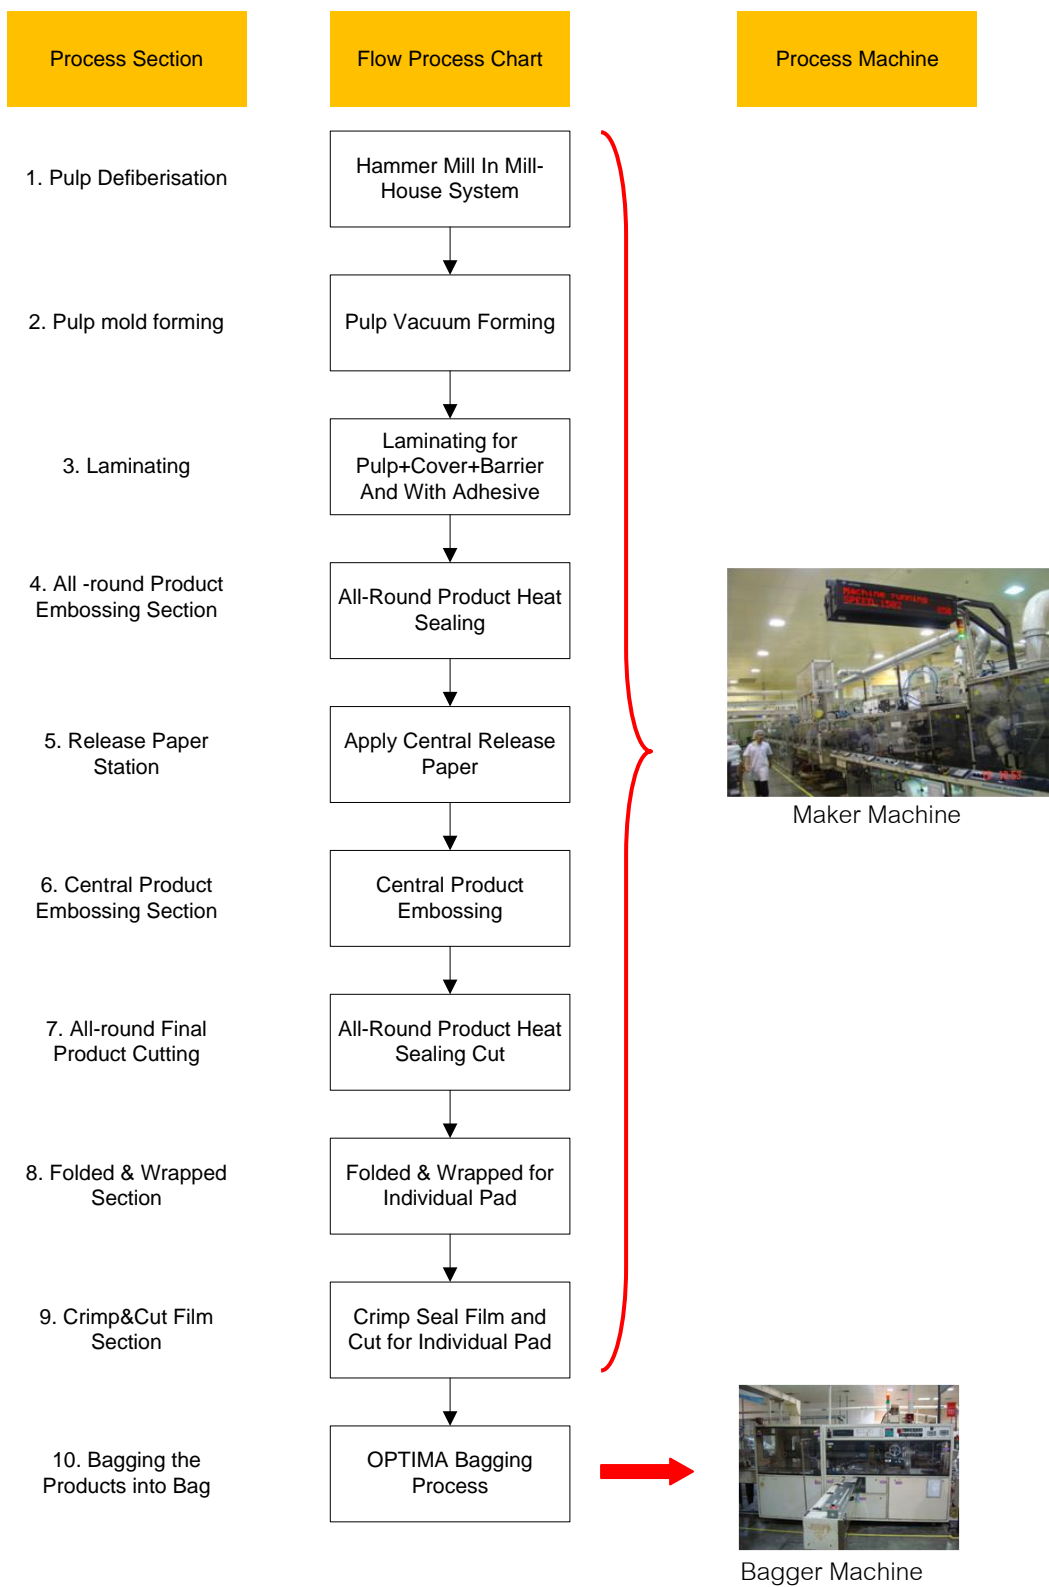 Process Section
Flow Process Chart
Process Machine
1. Pulp Defiberisation
Hammer Mill In Mill-
House System
2. Pulp mold forming
Pulp Vacuum Forming
3. Laminating
Laminating for
Pulp+Cover+Barrier
And With Adhesive
4. All -round Product
Embossing Section
All-Round Product Heat
Sealing
Machine running
SPEED 1502
Maker Machine
5. Release Paper
Station
Apply Central Release
Paper
6. Central Product
Embossing Section
Central Product
Embossing
7. All-round Final
Product Cutting
All-Round Product Heat
Sealing Cut
8. Folded & Wrapped
Section
Folded & Wrapped for
Individual Pad
9. Crimp&Cut Film
Section
Crimp Seal Film and
Cut for Individual Pad
10. Bagging the
Products into Bag
OPTIMA Bagging
Process
Bagger Machine